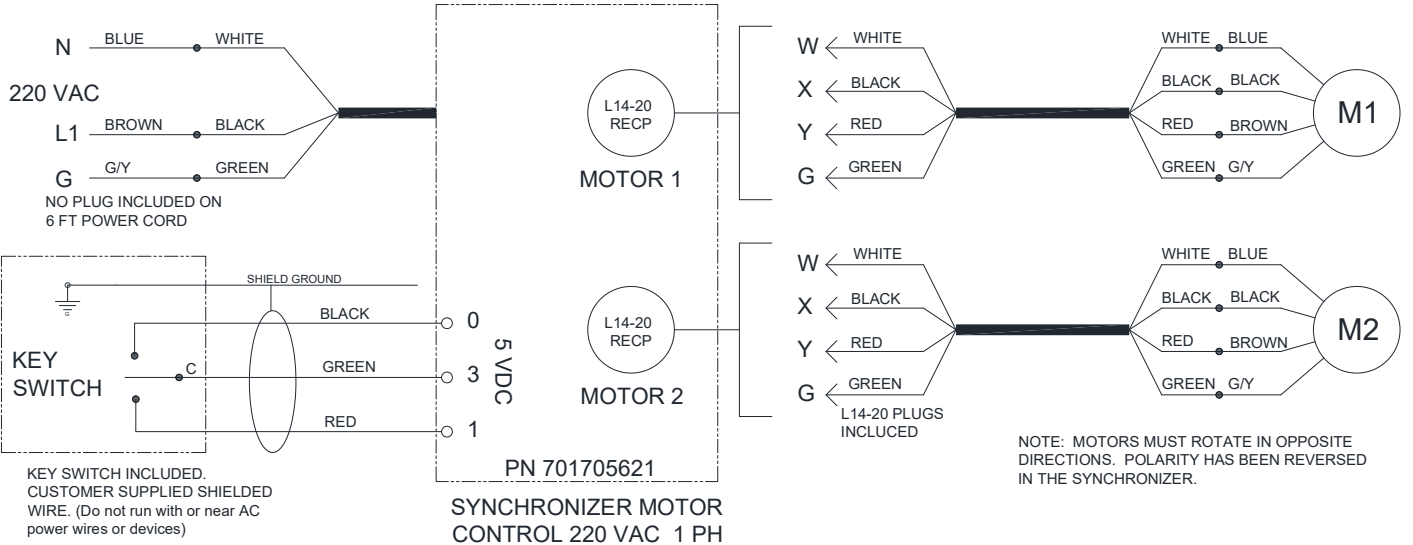 N BLUE WHITE
220 VAC
L1 BROWN BLACK
G G/Y GREEN
NO PLUG INCLUDED ON
6 FT POWER CORD
SHIELD GROUND
G
BLACK 0
KEY
SWITCH
C GREEN 3
RED 1
5 VDC
KEY SWITCH INCLUDED.
CUSTOMER SUPPLIED SHIELDED
WIRE. (Do not run with or near AC
power wires or devices)
L14-20
RECP
MOTOR 1
L14-20
RECP
MOTOR 2
PN 701705621
SYNCHRONIZER MOTOR
CONTROL 220 VAC 1 PH
W WHITE WHITE BLUE
X BLACK BLACK BLACK
M1
Y RED RED BROWN
G GREEN GREEN G/Y
W WHITE WHITE BLUE
X BLACK BLACK BLACK
M2
Y RED RED BROWN
G GREEN GREEN G/Y
L14-20 PLUGS
INCLUCED
NOTE: MOTORS MUST ROTATE IN OPPOSITE
DIRECTIONS. POLARITY HAS BEEN REVERSED
IN THE SYNCHRONIZER.